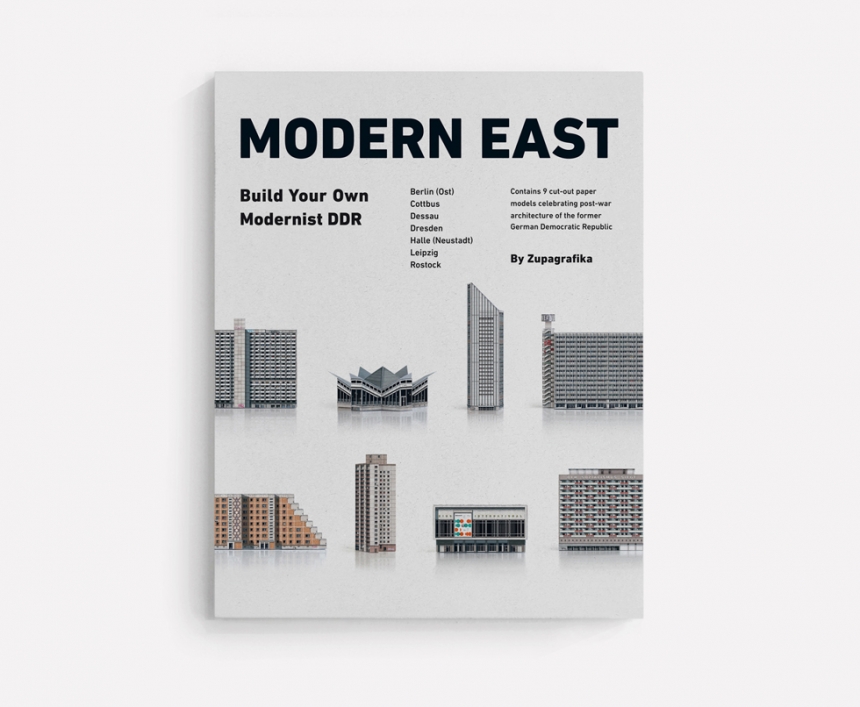 MODERN EAST
Build Your Own
Modernist DDR
Berlin (Ost)
Cottbus
Dessau
Dresden
Halle (Neustadt)
Leipzig
Rostock
Contains 9 cut-out paper
models celebrating post-war
architecture of the former
German Democratic Republic
By Zupagrafika
INTERNATIONAL